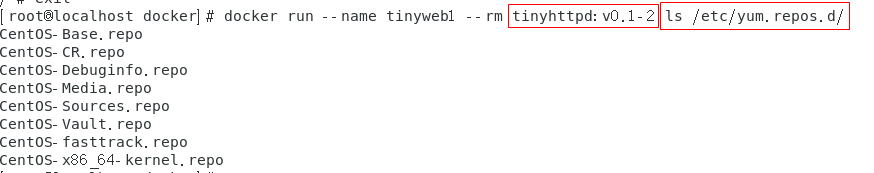 / # exit
[root@localhost docker]# docker run --name tinyweb1 --rm tinyhttpd:v0.1-2 ls /etc/yum.repos.d/
CentOS-Base.repo
CentOS-CR.repo
CentOS-Debuginfo.repo
CentOS-Media.repo
CentOS-Sources.repo
CentOS-Vault.repo
CentOS-fasttrack.repo
CentOS-x86_64-kernel.repo